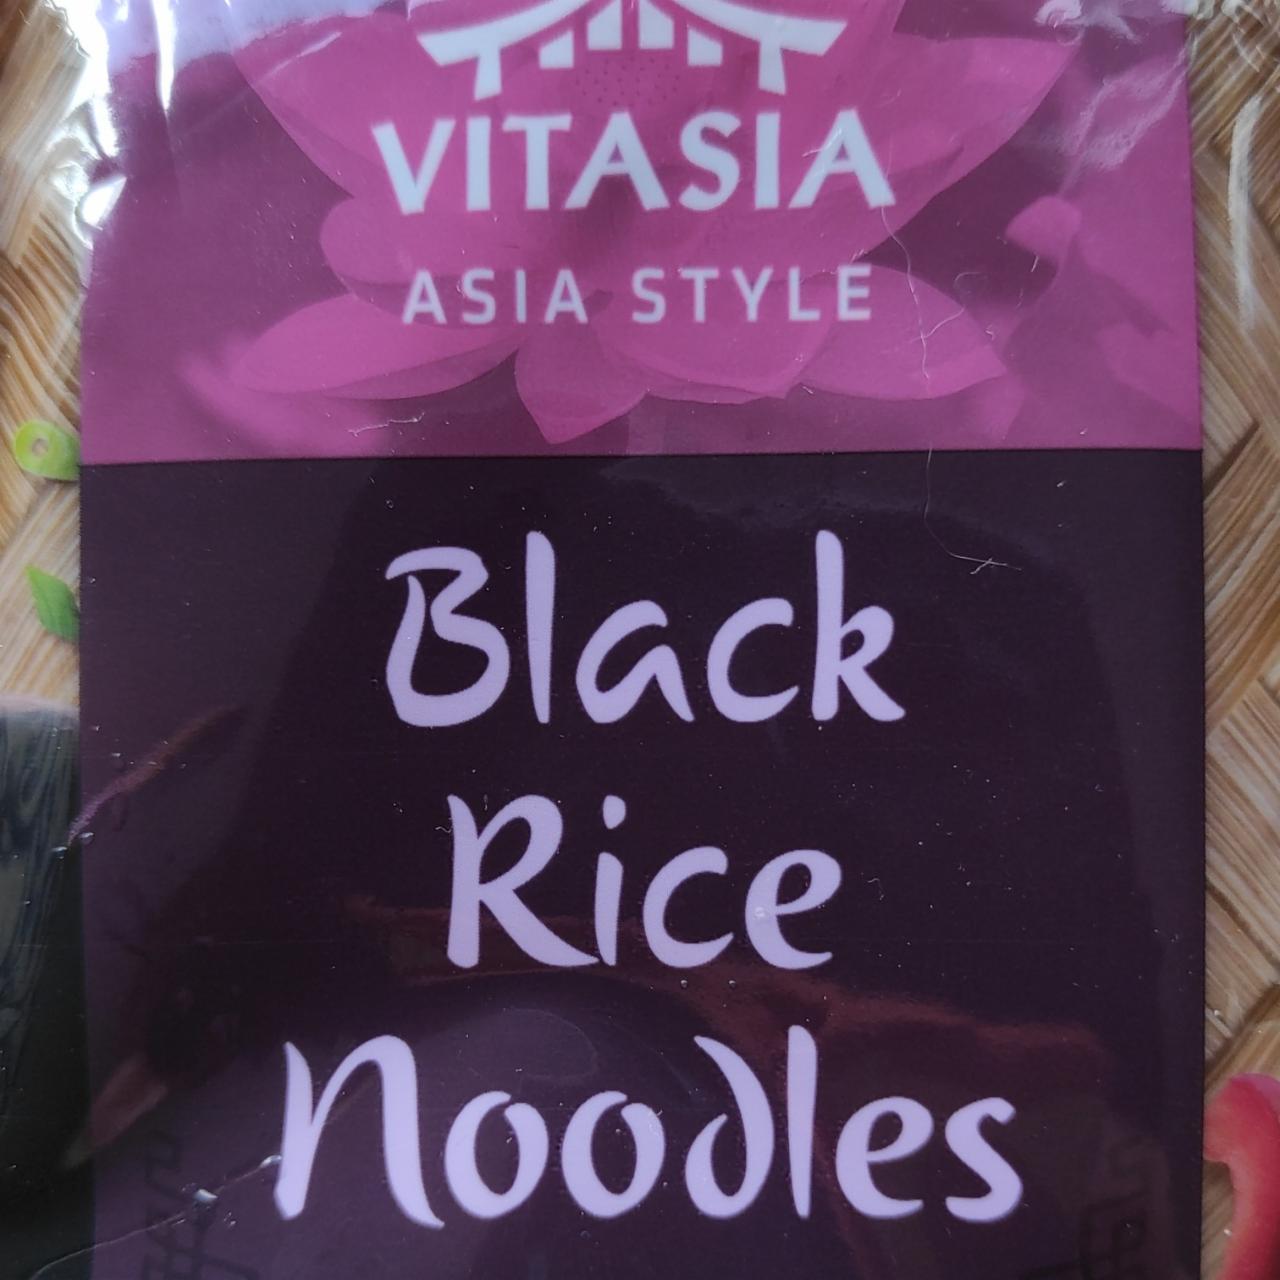 VITASIA
ASIA STYLE
Black
Rice
Noodles